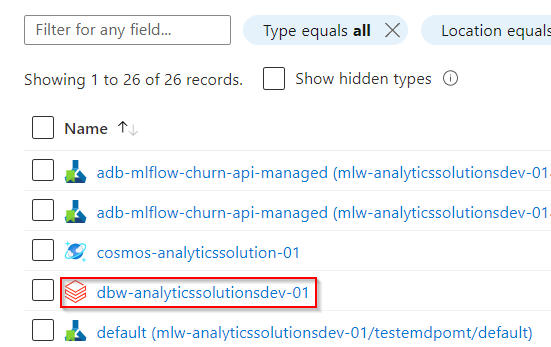 Filter for any field...
Type equals all
Location equals
Showing 1 to 26 of 26 records.
Show hidden types
Name
adb-mlflow-churn-api-managed (mlw-analyticssolutionsdev-01
adb-mlflow-churn-api-managed (mlw-analyticssolutionsdev-01
cosmos-analyticssolution-01
dbw-analyticssolutionsdev-01
default (mlw-analyticssolutionsdev-01/testemdpomt/default)